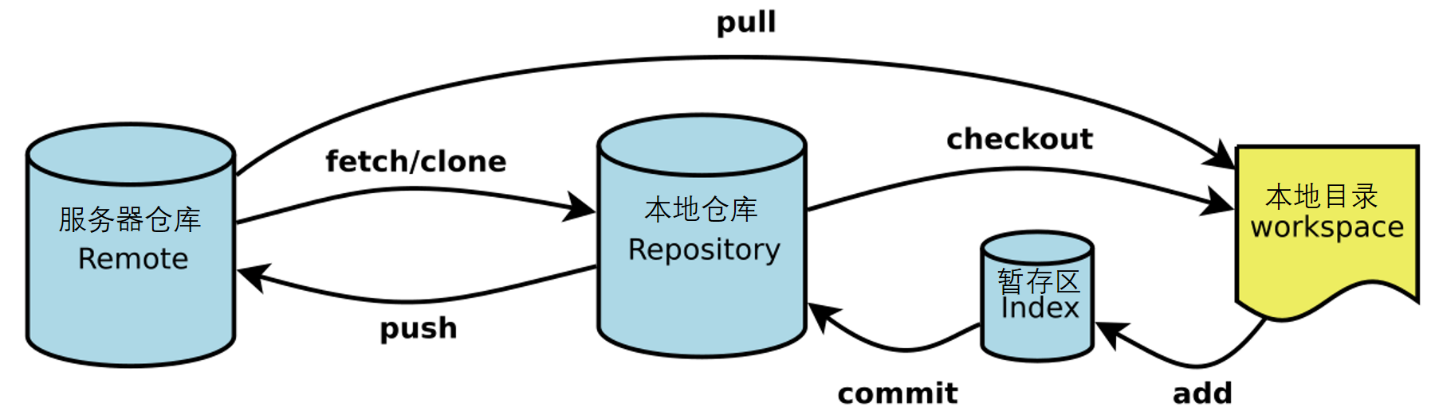 pull
fetch/clone
checkout
服务器仓库
Remote
本地仓库
Repository
本地目录
workspace
暂存区
Index
push
commit
add